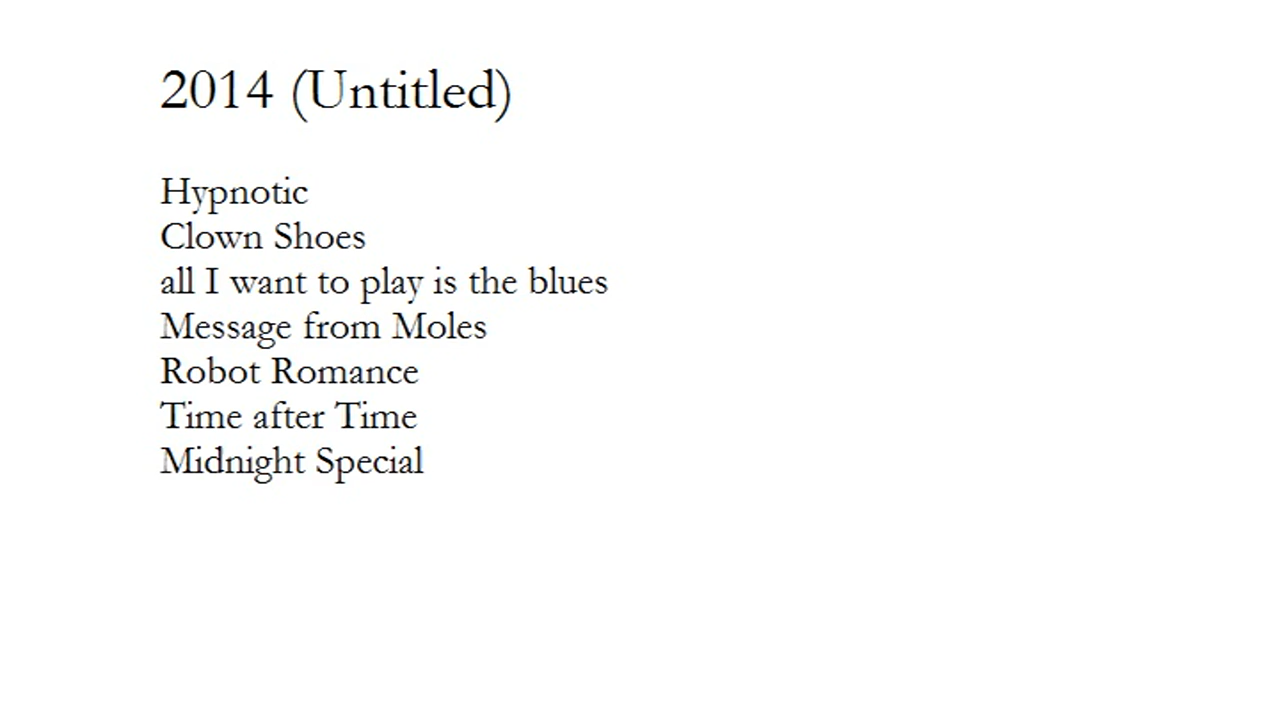 2014 (Untitled)
Hypnotic
Clown Shoes
all I want to play is the blues
Message from Moles
Robot Romance
Time after Time
Midnight Special